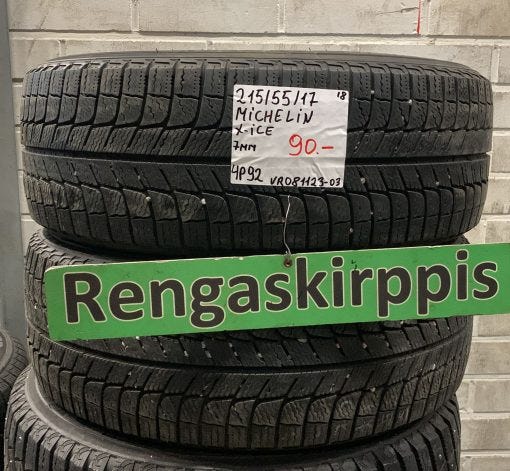 215/55/17 18
MiCHELiN
X-iCE
7MM 90.-
4P92 VR081123-03
Rengaskirppis